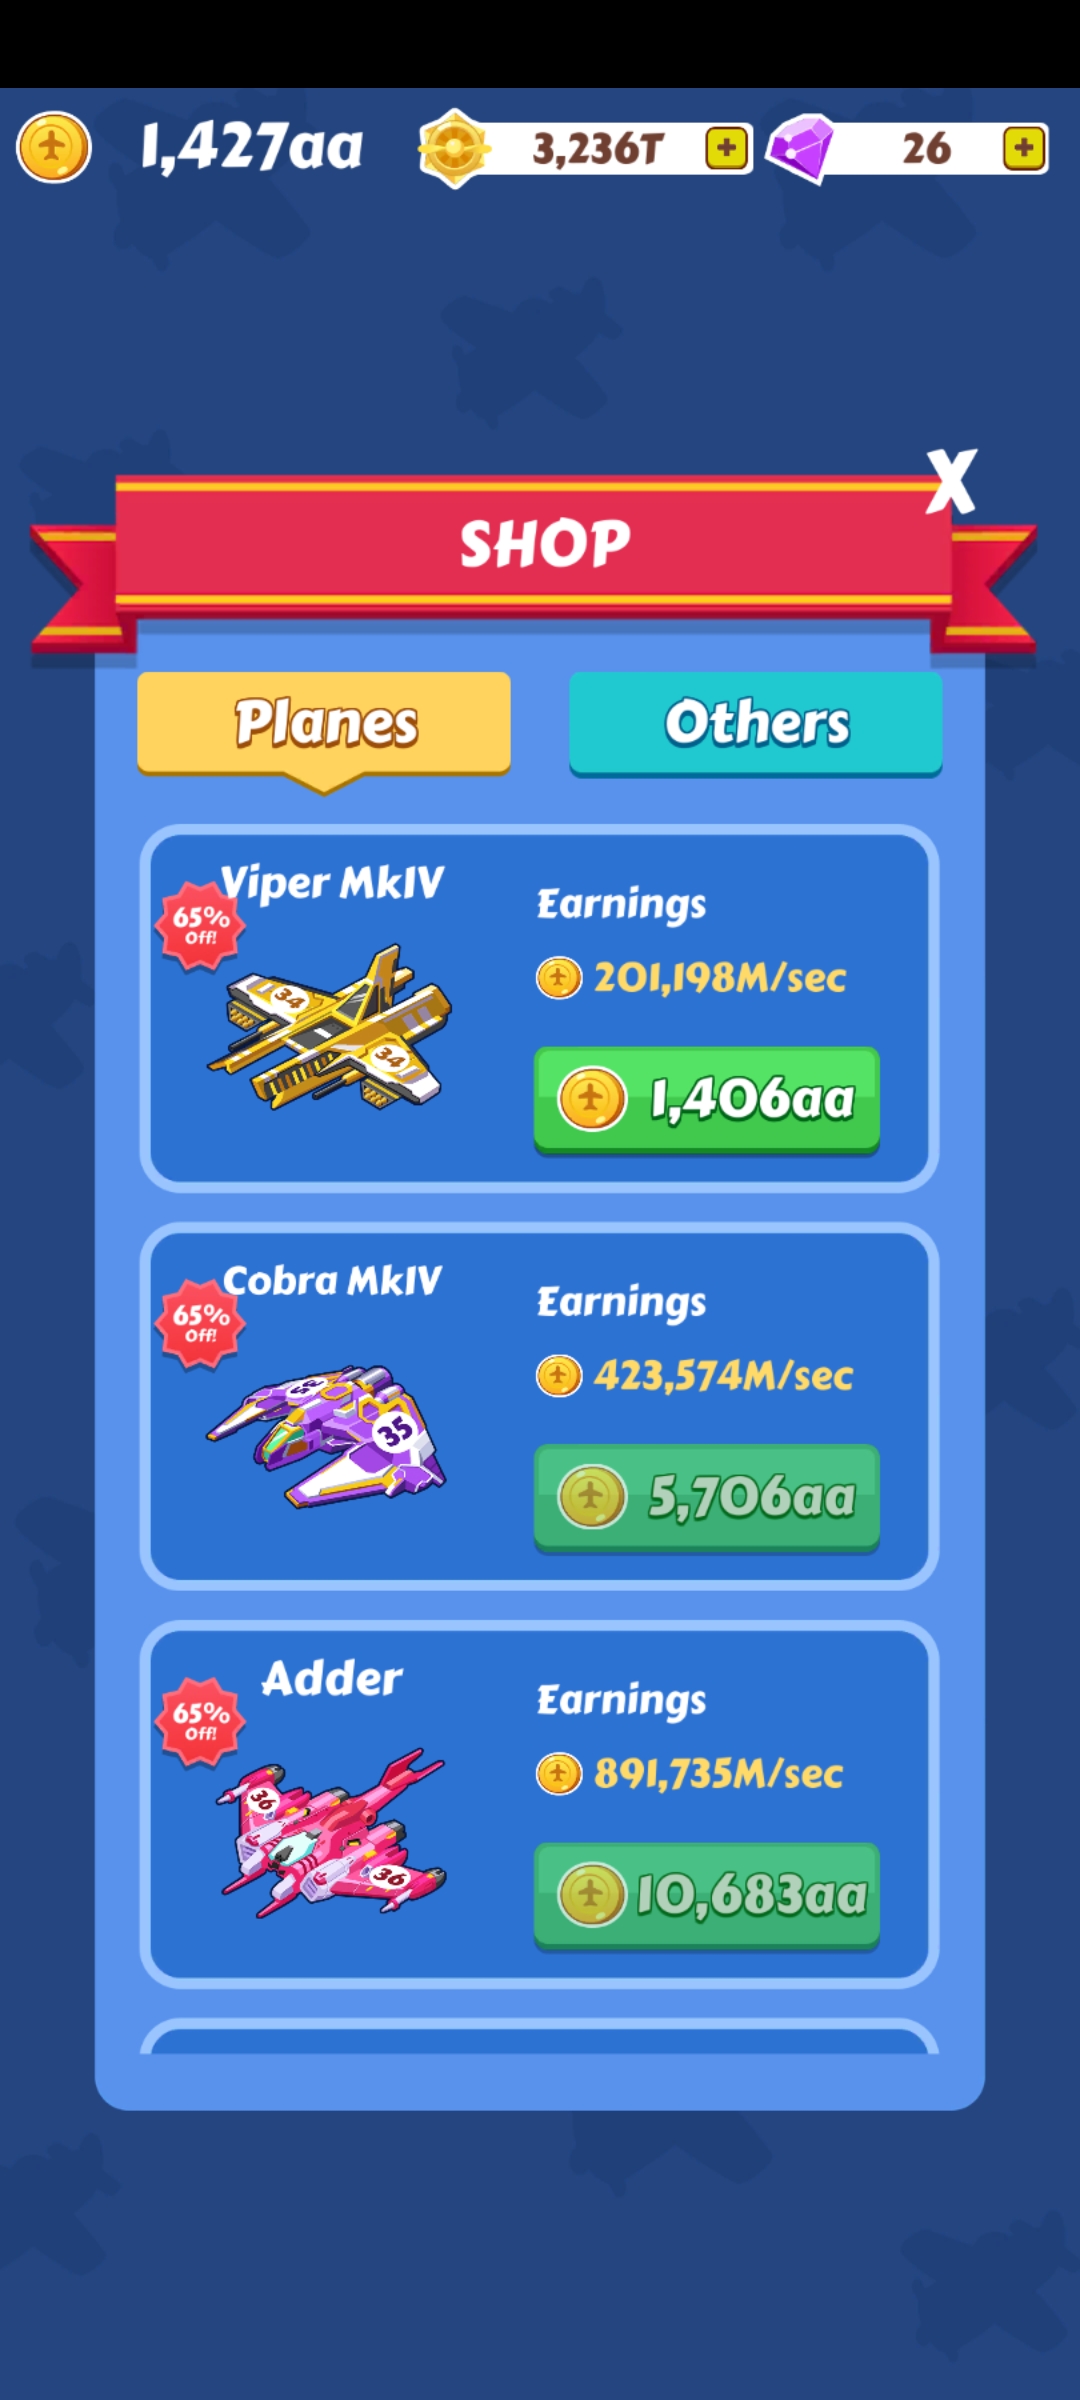 1,427aa 3,236T + 26 +
X
SHOP
Planes Others
Viper MkIV
65%
Off!
34
34
Earnings
201,198M/sec
1,406aa
Cobra MkIV
65%
Off!
35
35
Earnings
423,574M/sec
5,706aa
Adder
65%
Off!
36
36
Earnings
891,735M/sec
10,683aa